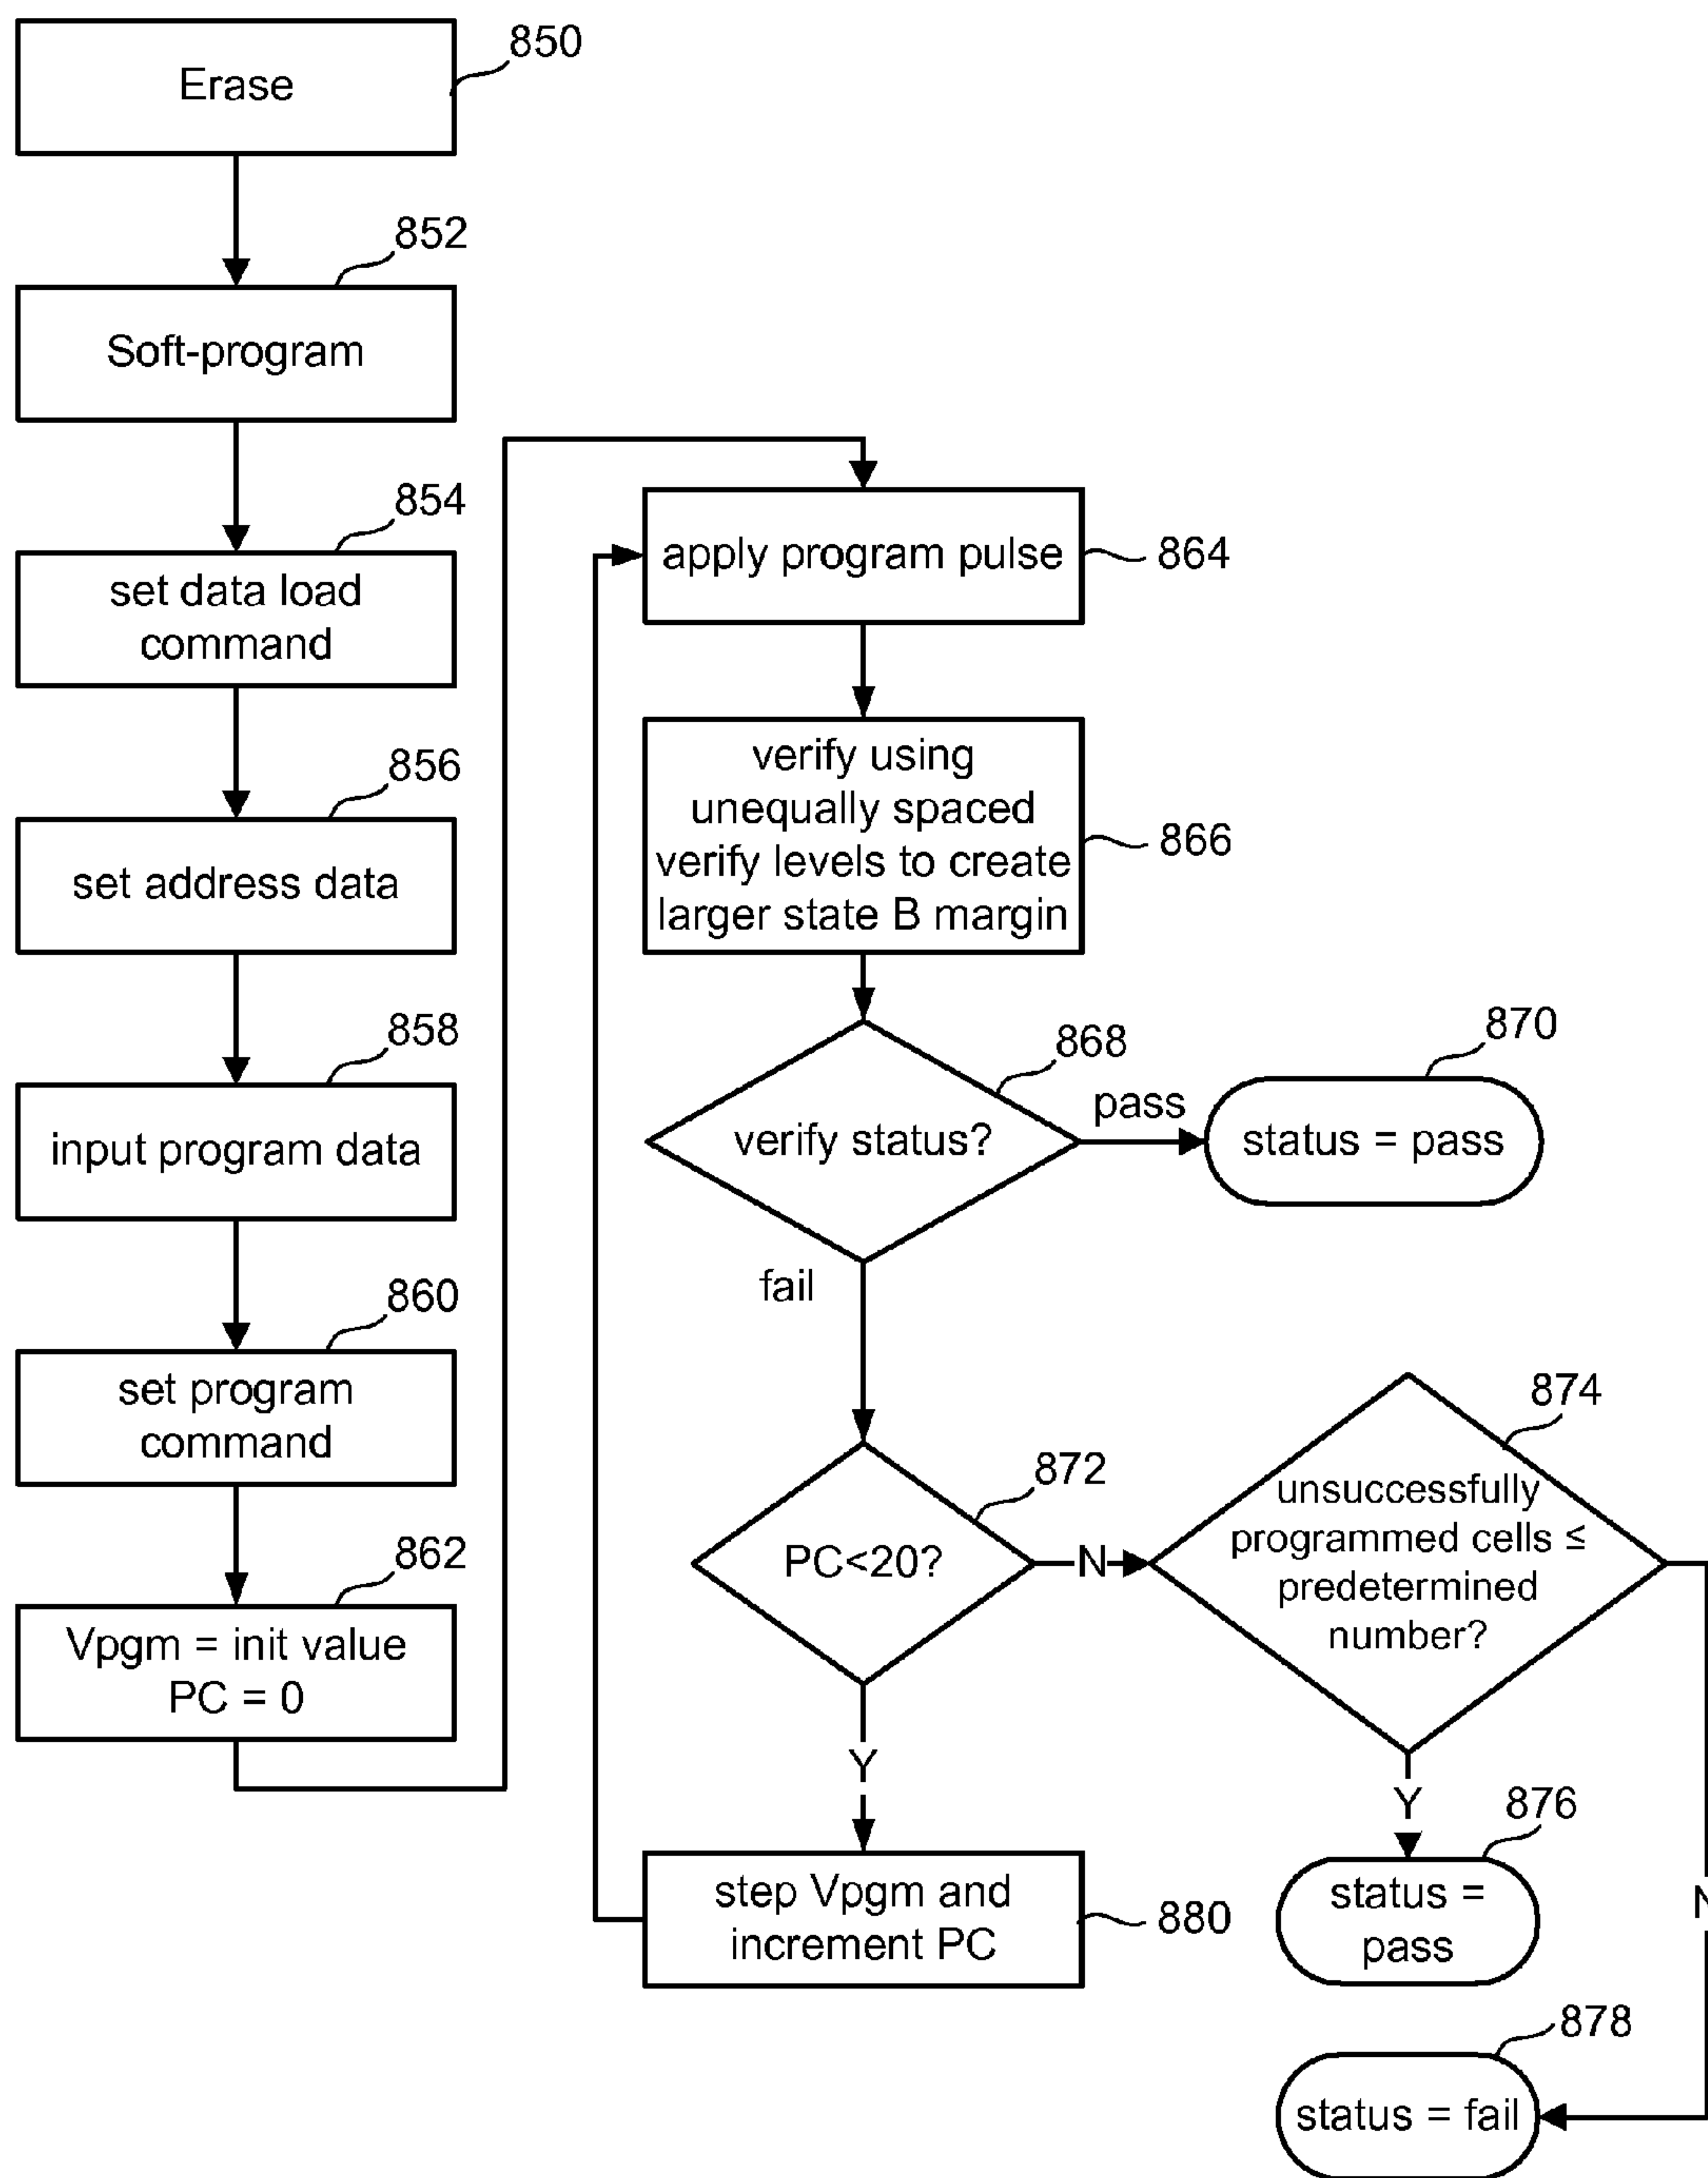 Erase
850
852
Soft-program
854
set data load
command
856
set address data
858
input program data
860
set program
command
862
Vpgm = init value
PC = 0
apply program pulse
864
verify using
unequally spaced
verify levels to create
larger state B margin
866
868
verify status?
pass
870
status = pass
fail
872
PC<20?
N
874
unsuccessfully
programmed cells ≤
predetermined
number?
Y
Y
876
status =
pass
N
step Vpgm and
increment PC
880
878
status = fail